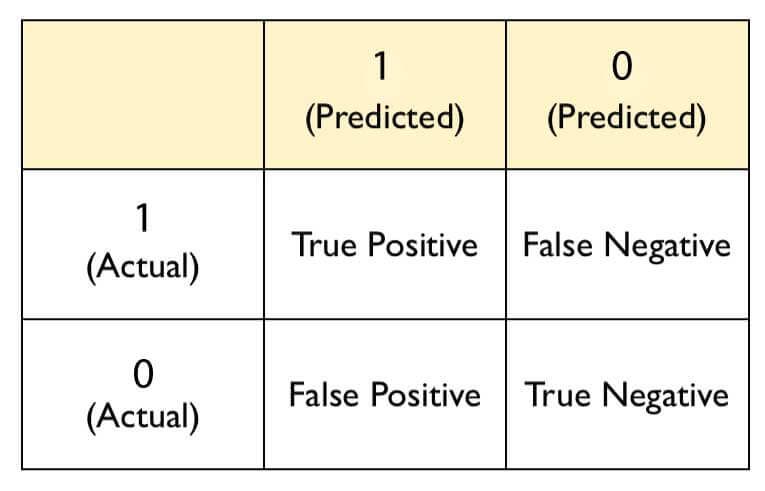 1
(Predicted)
0
(Predicted)
1
(Actual)
True Positive
False Negative
0
(Actual)
False Positive
True Negative